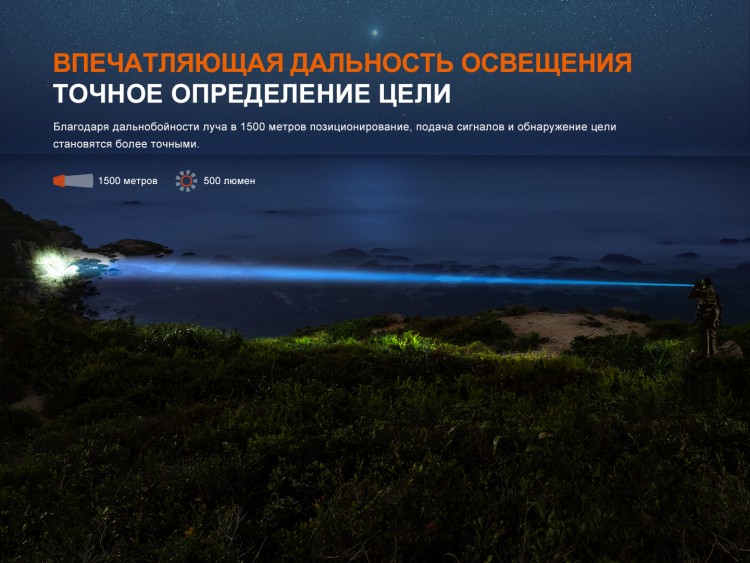 ВПЕЧАТЛЯЮЩАЯ ДАЛЬНОСТЬ ОСВЕЩЕНИЯ
ТОЧНОЕ ОПРЕДЕЛЕНИЕ ЦЕЛИ
Благодаря дальнобойности луча в 1500 метров позиционирование, подача сигналов и обнаружение цели
становятся более точными.
1500 метров 500 люмен